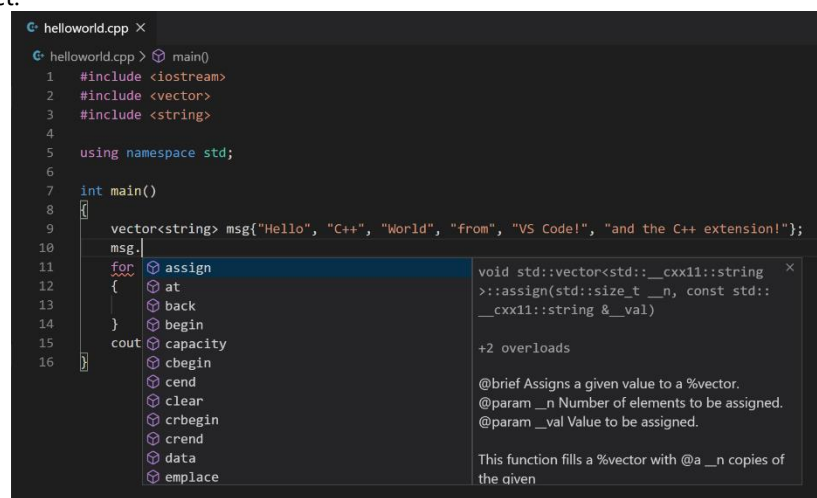 ct.
helloworld.cpp ×
helloworld.cpp > main()
1 #include <iostream>
2 #include <vector>
3 #include <string>
4
5 using namespace std;
6
7 int main()
8 {
9 vector<string> msg{"Hello", "C++", "World", "from", "VS Code!", "and the C++ extension!"};
10 msg.
11 for
12 {
13
14 }
15 cout
16 }
assign
at
back
begin
capacity
cbegin
cend
clear
crbegin
crend
data
emplace
void std::vector<std::__cxx11::string ×
>::assign(std::size_t __n, const std::
__cxx11::string &__val)
+2 overloads
@brief Assigns a given value to a %vector.
@param __n Number of elements to be assigned.
@param __val Value to be assigned.
This function fills a %vector with @a __n copies of
the given